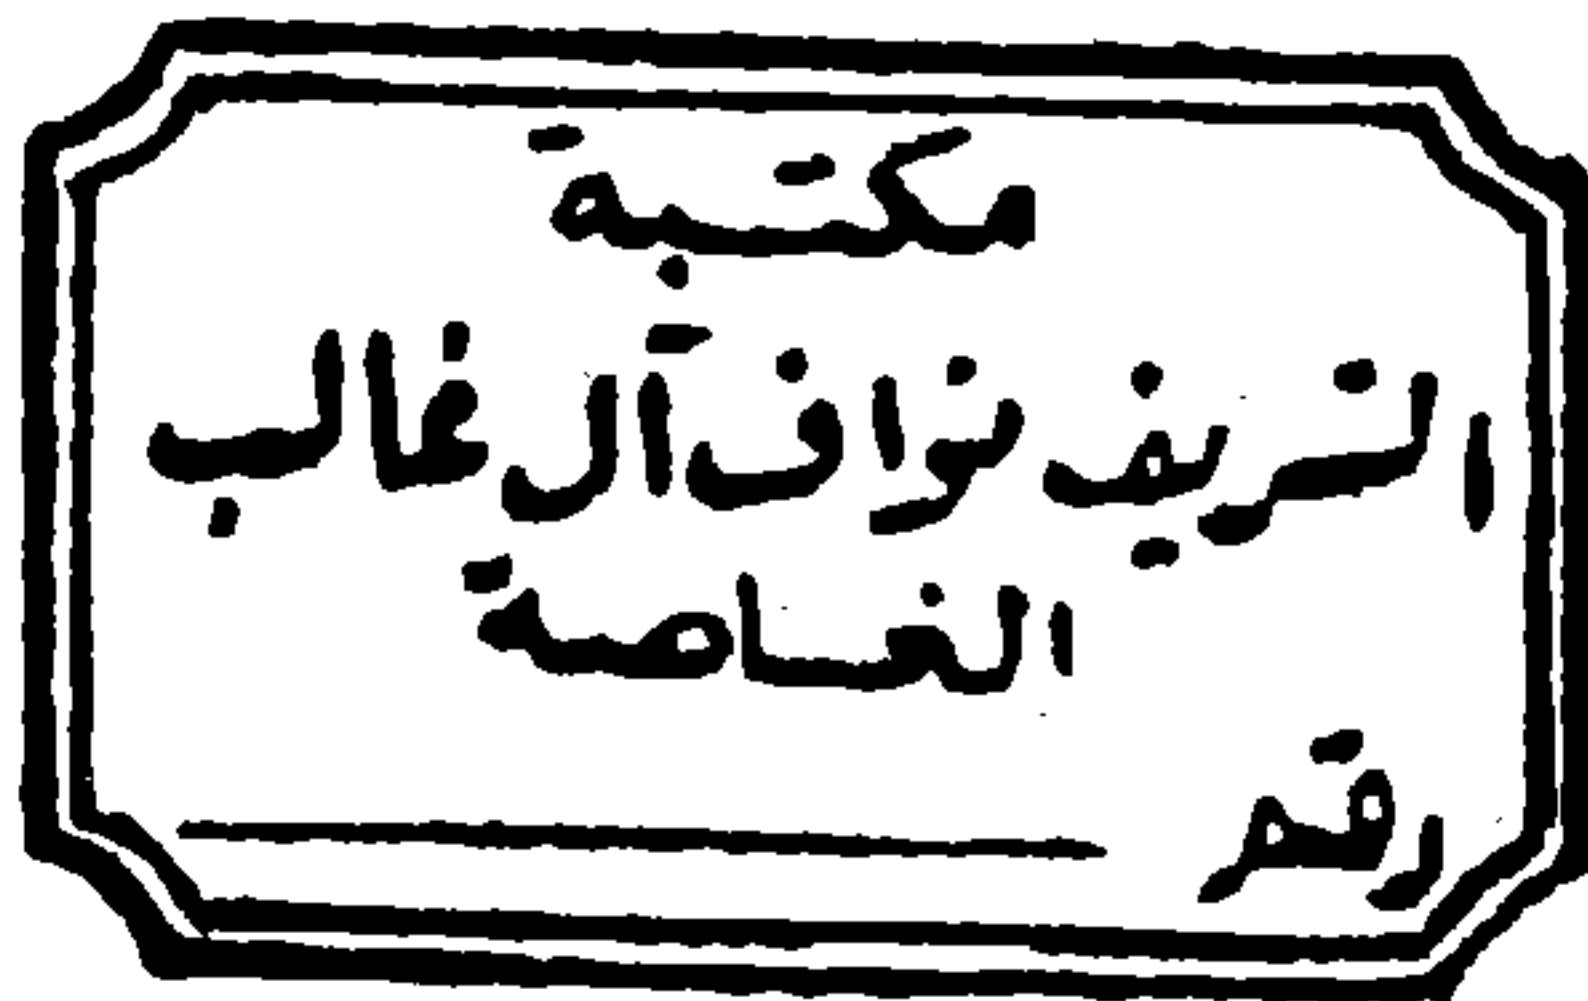 مكتبة
الشريف نواف آل غالب
الخاصة
رقم